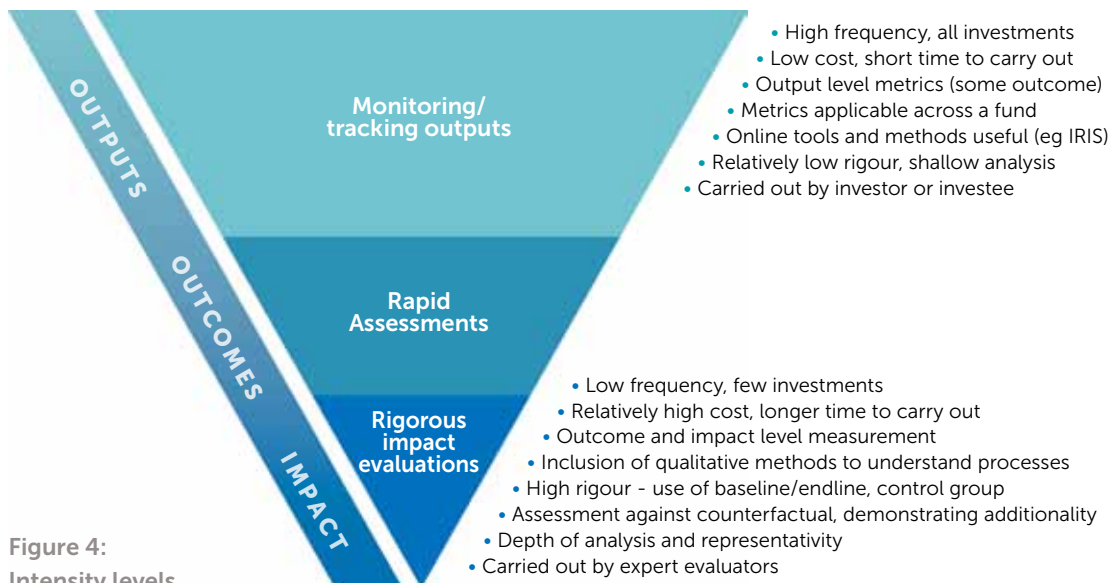 • High frequency, all investments
• Low cost, short time to carry out
• Output level metrics (some outcome)
• Metrics applicable across a fund
• Online tools and methods useful (eg IRIS)
• Relatively low rigour, shallow analysis
• Carried out by investor or investee
Monitoring/
tracking outputs
OUTPUTS
OUTCOMES
IMPACT
Rapid
Assessments
Rigorous
impact
evaluations
• Low frequency, few investments
• Relatively high cost, longer time to carry out
• Outcome and impact level measurement
• Inclusion of qualitative methods to understand processes
• High rigour - use of baseline/endline, control group
• Assessment against counterfactual, demonstrating additionality
• Depth of analysis and representativity
• Carried out by expert evaluators
Figure 4:
Intensity levels